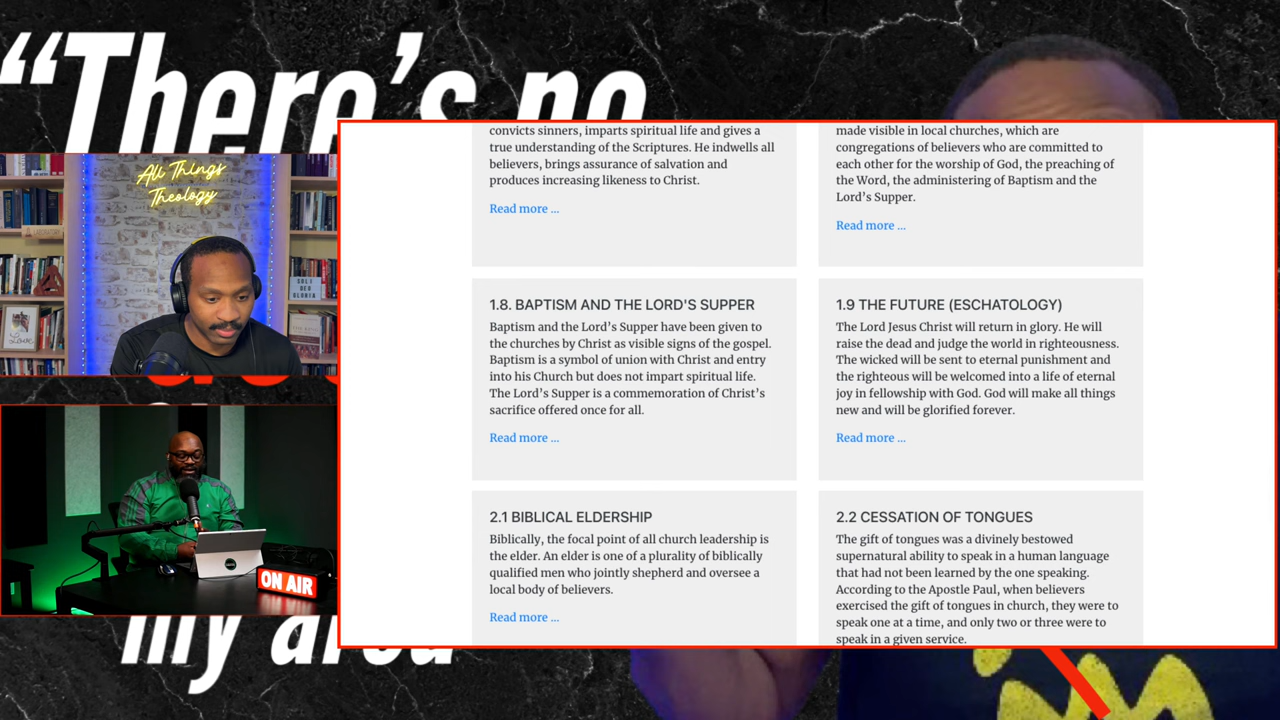 “There’s no
All Things
Theology
SOLI
DEO
GLORIA
convicts sinners, imparts spiritual life and gives a
true understanding of the Scriptures. He indwells all
believers, brings assurance of salvation and
produces increasing likeness to Christ.
Read more ...
made visible in local churches, which are
congregations of believers who are committed to
each other for the worship of God, the preaching of
the Word, the administering of Baptism and the
Lord’s Supper.
Read more ...
1.8. BAPTISM AND THE LORD'S SUPPER
Baptism and the Lord’s Supper have been given to
the churches by Christ as visible signs of the gospel.
Baptism is a symbol of union with Christ and entry
into his Church but does not impart spiritual life.
The Lord’s Supper is a commemoration of Christ’s
sacrifice offered once for all.
Read more ...
1.9 THE FUTURE (ESCHATOLOGY)
The Lord Jesus Christ will return in glory. He will
raise the dead and judge the world in righteousness.
The wicked will be sent to eternal punishment and
the righteous will be welcomed into a life of eternal
joy in fellowship with God. God will make all things
new and will be glorified forever.
Read more ...
2.1 BIBLICAL ELDERSHIP
Biblically, the focal point of all church leadership is
the elder. An elder is one of a plurality of biblically
qualified men who jointly shepherd and oversee a
local body of believers.
Read more ...
2.2 CESSATION OF TONGUES
The gift of tongues was a divinely bestowed
supernatural ability to speak in a human language
that had not been learned by the one speaking.
According to the Apostle Paul, when believers
exercised the gift of tongues in church, they were to
speak one at a time, and only two or three were to
speak in a given service.
ON AIR
my area